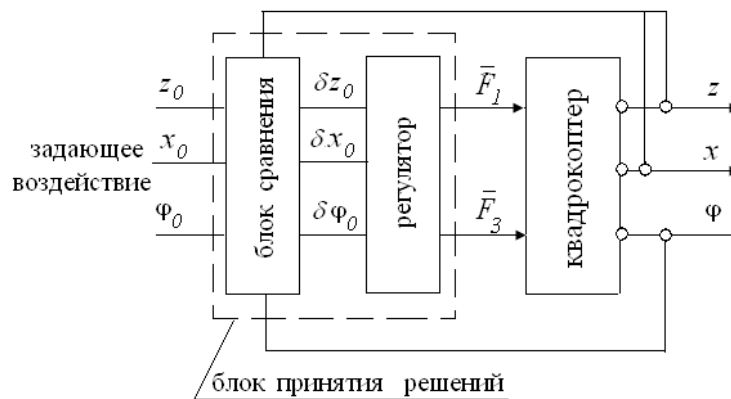 z₀
x₀
φ₀
задающее
воздействие
блок сравнения
δz₀
δx₀
δφ₀
регулятор
F̅₁
F̅₃
квадрокоптер
z
x
φ
блок принятия решений